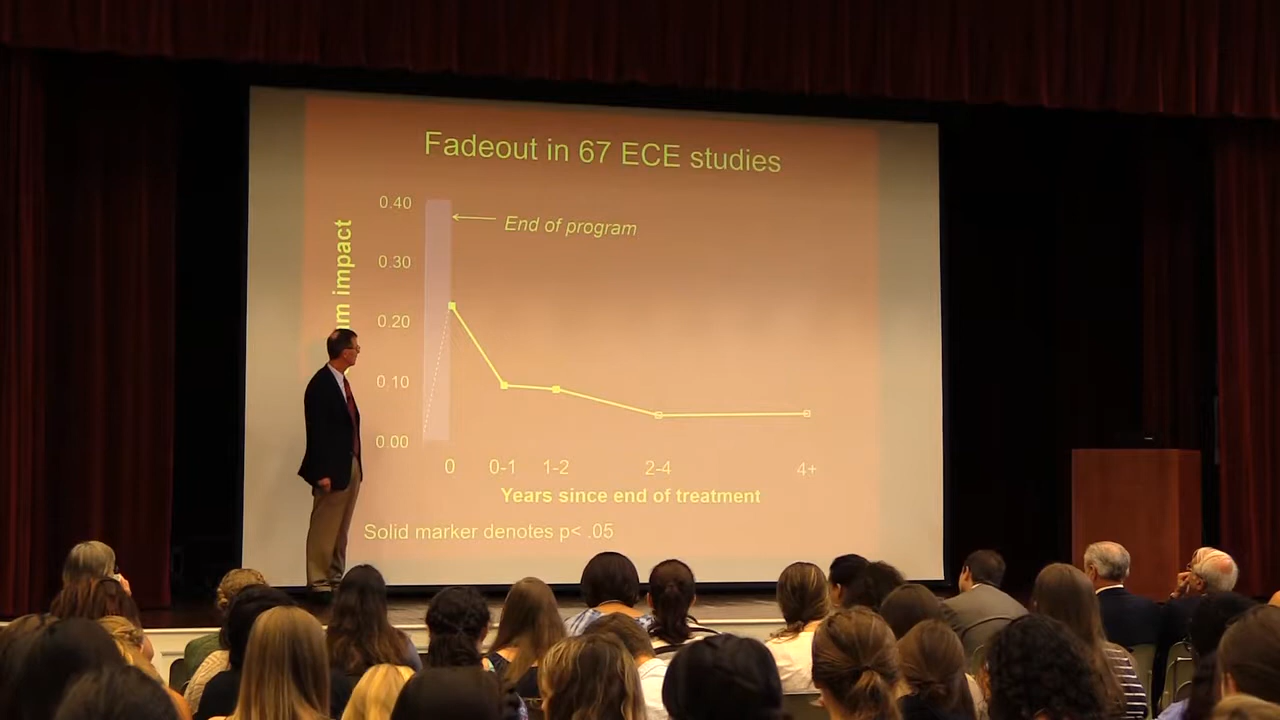 Fadeout in 67 ECE studies
0.40
End of program
0.30
impact
0.20
0.10
0.00
0 0-1 1-2 2-4 4+
Years since end of treatment
Solid marker denotes p< .05